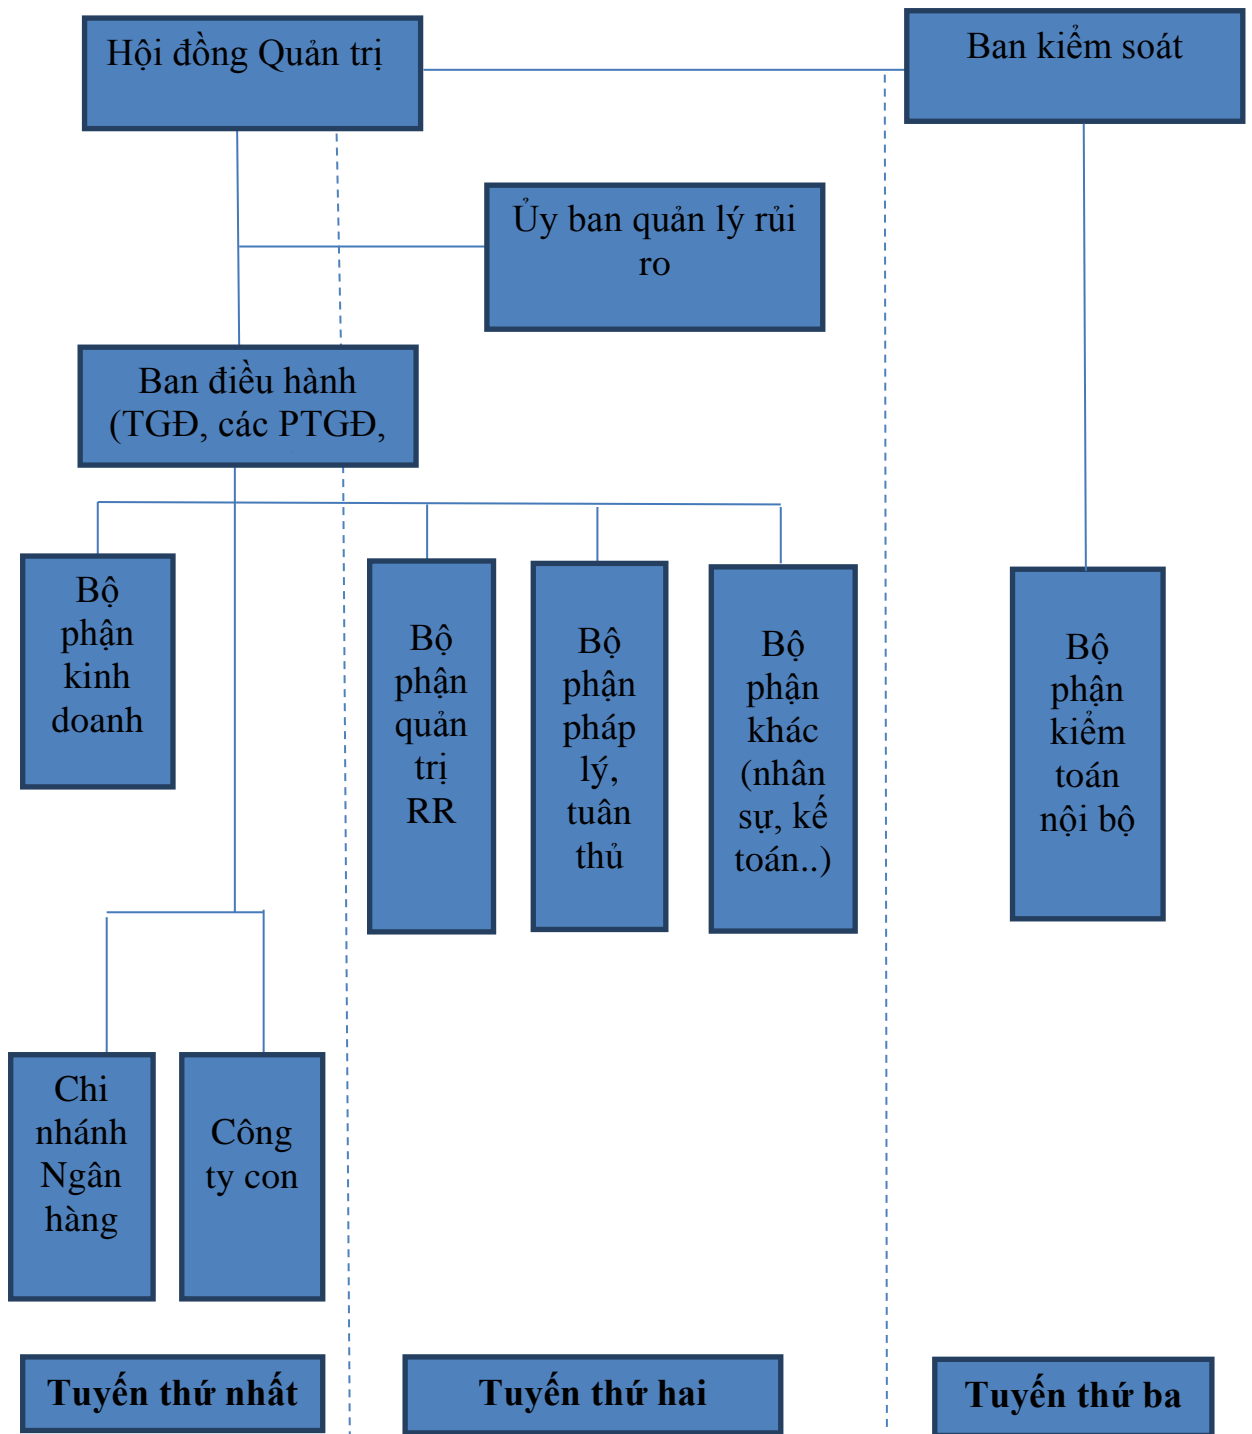 Hội đồng Quản trị
Ban kiểm soát
Ủy ban quản lý rủi
ro
Ban điều hành
(TGĐ, các PTGĐ,
Bộ
phận
kinh
doanh
Bộ
phận
quản
trị
RR
Bộ
phận
pháp
lý,
tuân
thủ
Bộ
phận
khác
(nhân
sự, kế
toán..)
Bộ
phận
kiểm
toán
nội bộ
Chi
nhánh
Ngân
hàng
Công
ty con
Tuyến thứ nhất
Tuyến thứ hai
Tuyến thứ ba